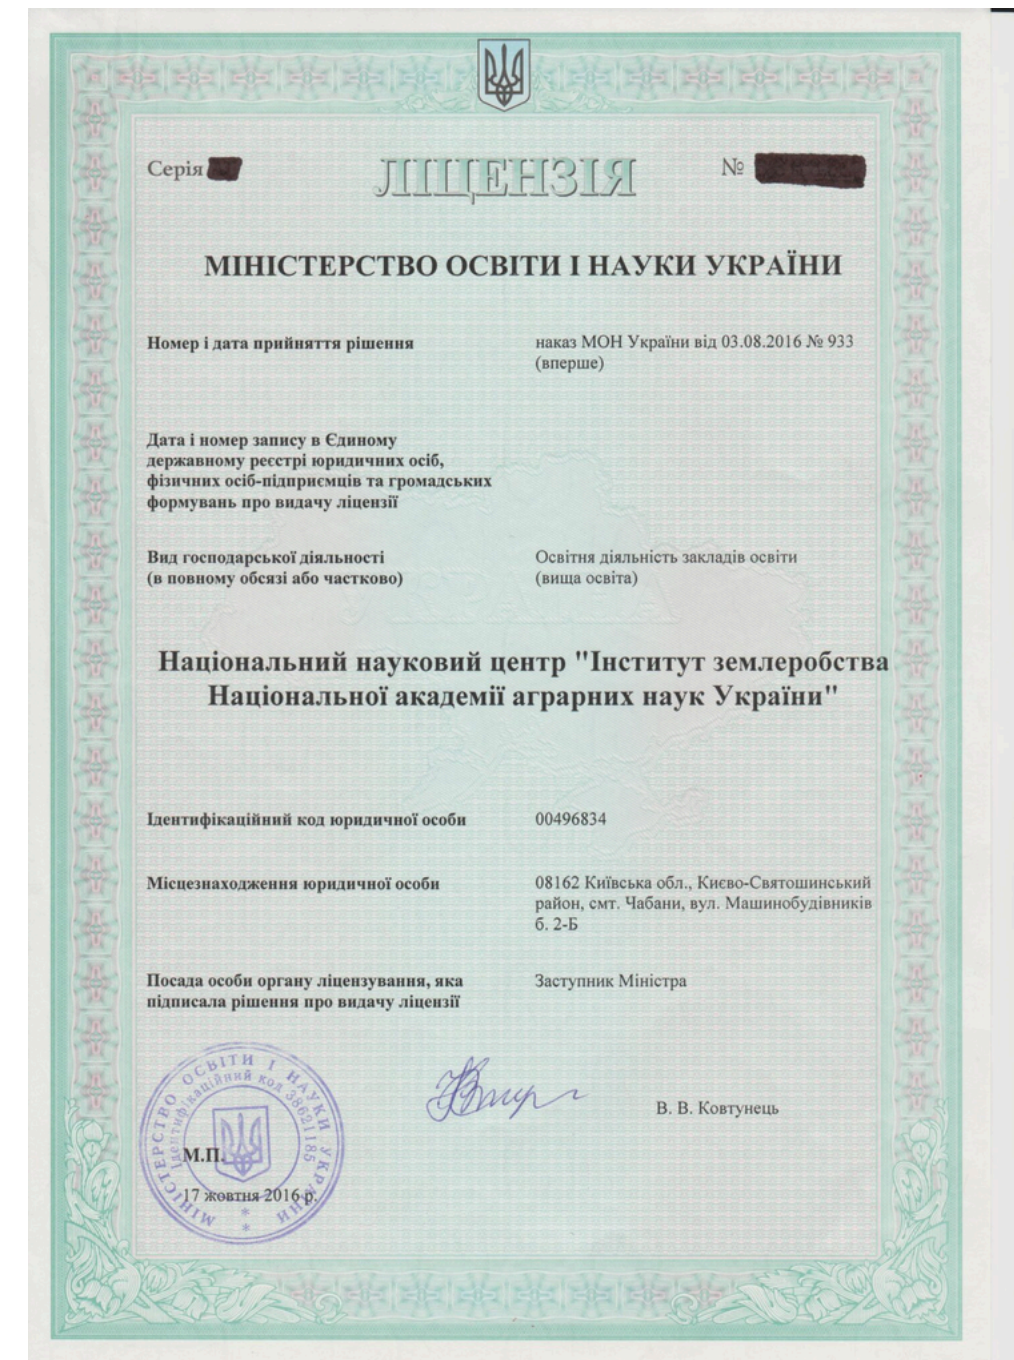 Серія
ЛІЦЕНЗІЯ
№
МІНІСТЕРСТВО ОСВІТИ І НАУКИ УКРАЇНИ
Номер і дата прийняття рішення
наказ МОН України від 03.08.2016 № 933
(вперше)
Дата і номер запису в Єдиному
державному реєстрі юридичних осіб,
фізичних осіб-підприємців та громадських
формувань про видачу ліцензії
Вид господарської діяльності
(в повному обсязі або частково)
Освітня діяльність закладів освіти
(вища освіта)
УКРАЇНА
Національний науковий центр "Інститут землеробства
Національної академії аграрних наук України"
Ідентифікаційний код юридичної особи
00496834
Місцезнаходження юридичної особи
08162 Київська обл., Києво-Святошинський
район, смт. Чабани, вул. Машинобудівників
б. 2-Б
Посада особи органу ліцензування, яка
підписала рішення про видачу ліцензії
Заступник Міністра
В. В. Ковтунець
МІНІСТЕРСТВО ОСВІТИ І НАУКИ УКРАЇНИ
Ідентифікаційний код 38621185
М.П.
17 жовтня 2016 р.